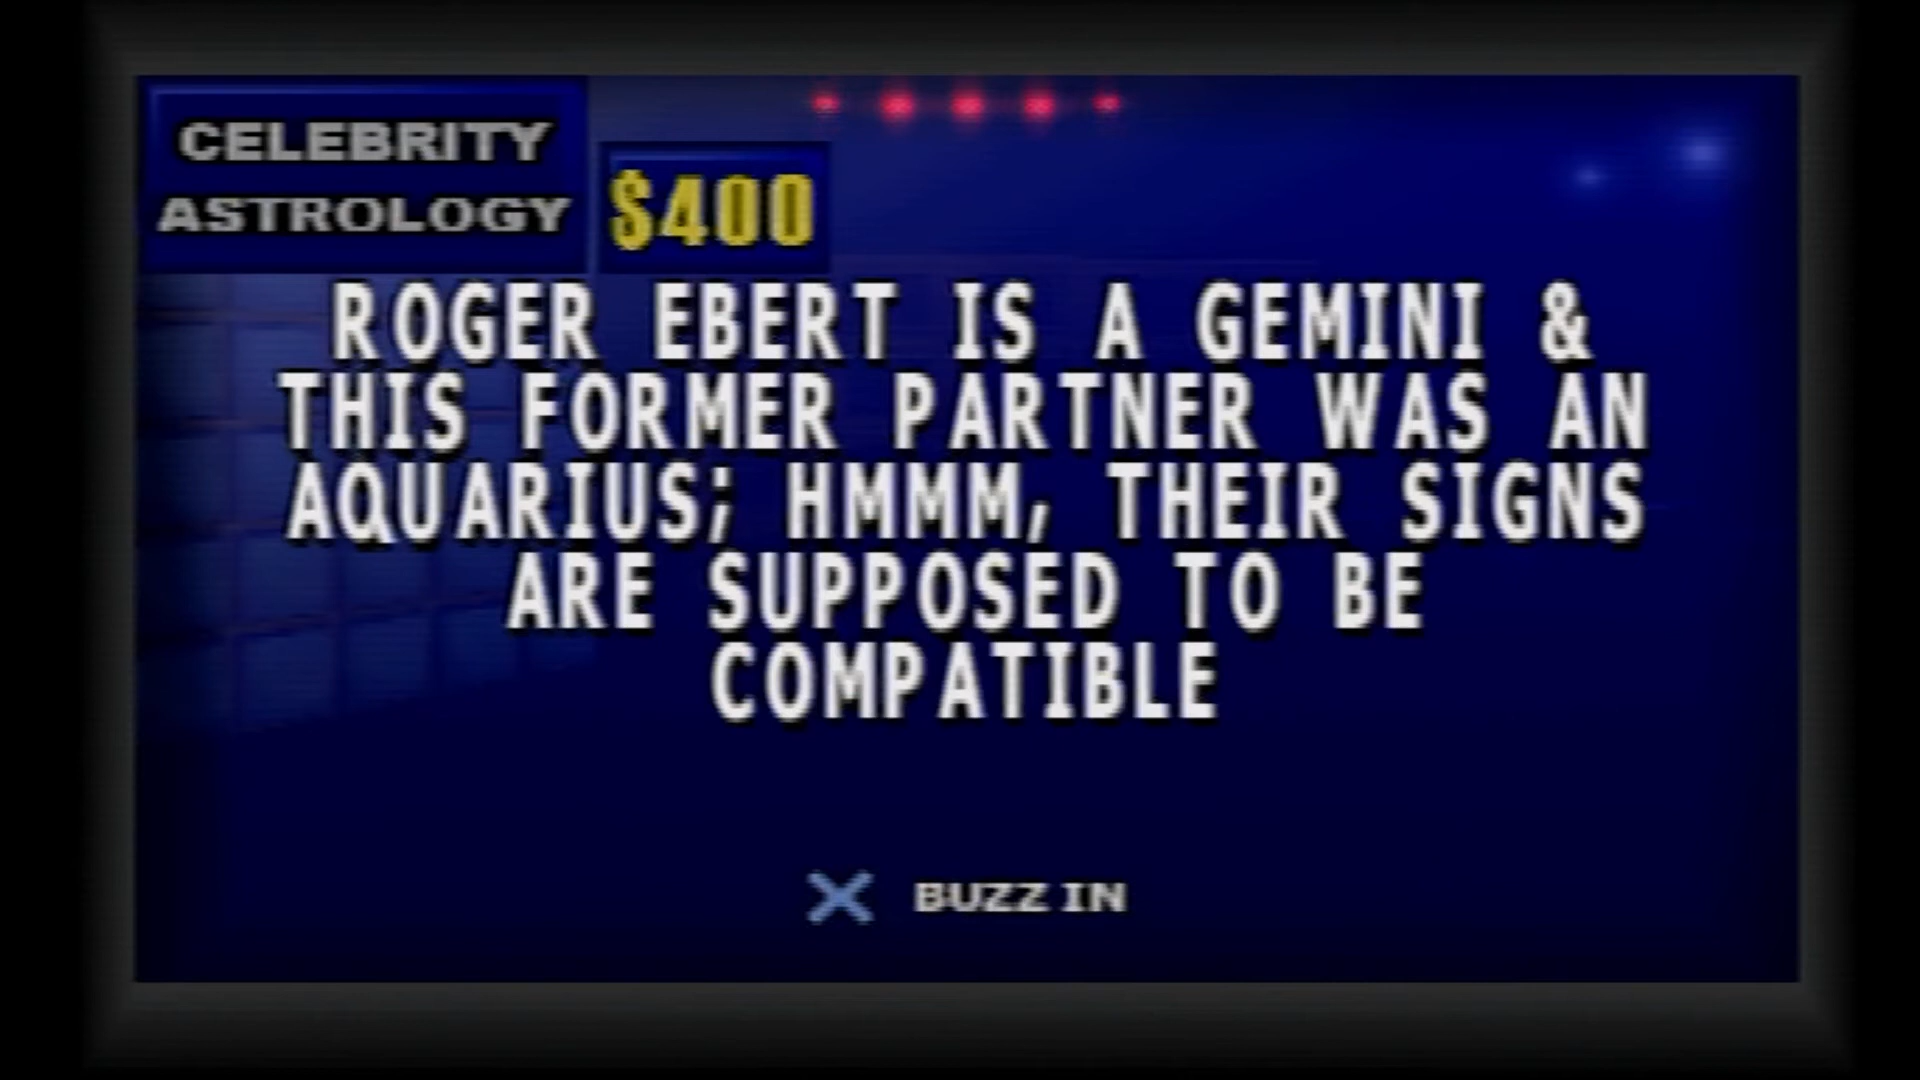 CELEBRITY
ASTROLOGY
$400
ROGER EBERT IS A GEMINI &
THIS FORMER PARTNER WAS AN
AQUARIUS; HMMM, THEIR SIGNS
ARE SUPPOSED TO BE
COMPATIBLE
BUZZ IN